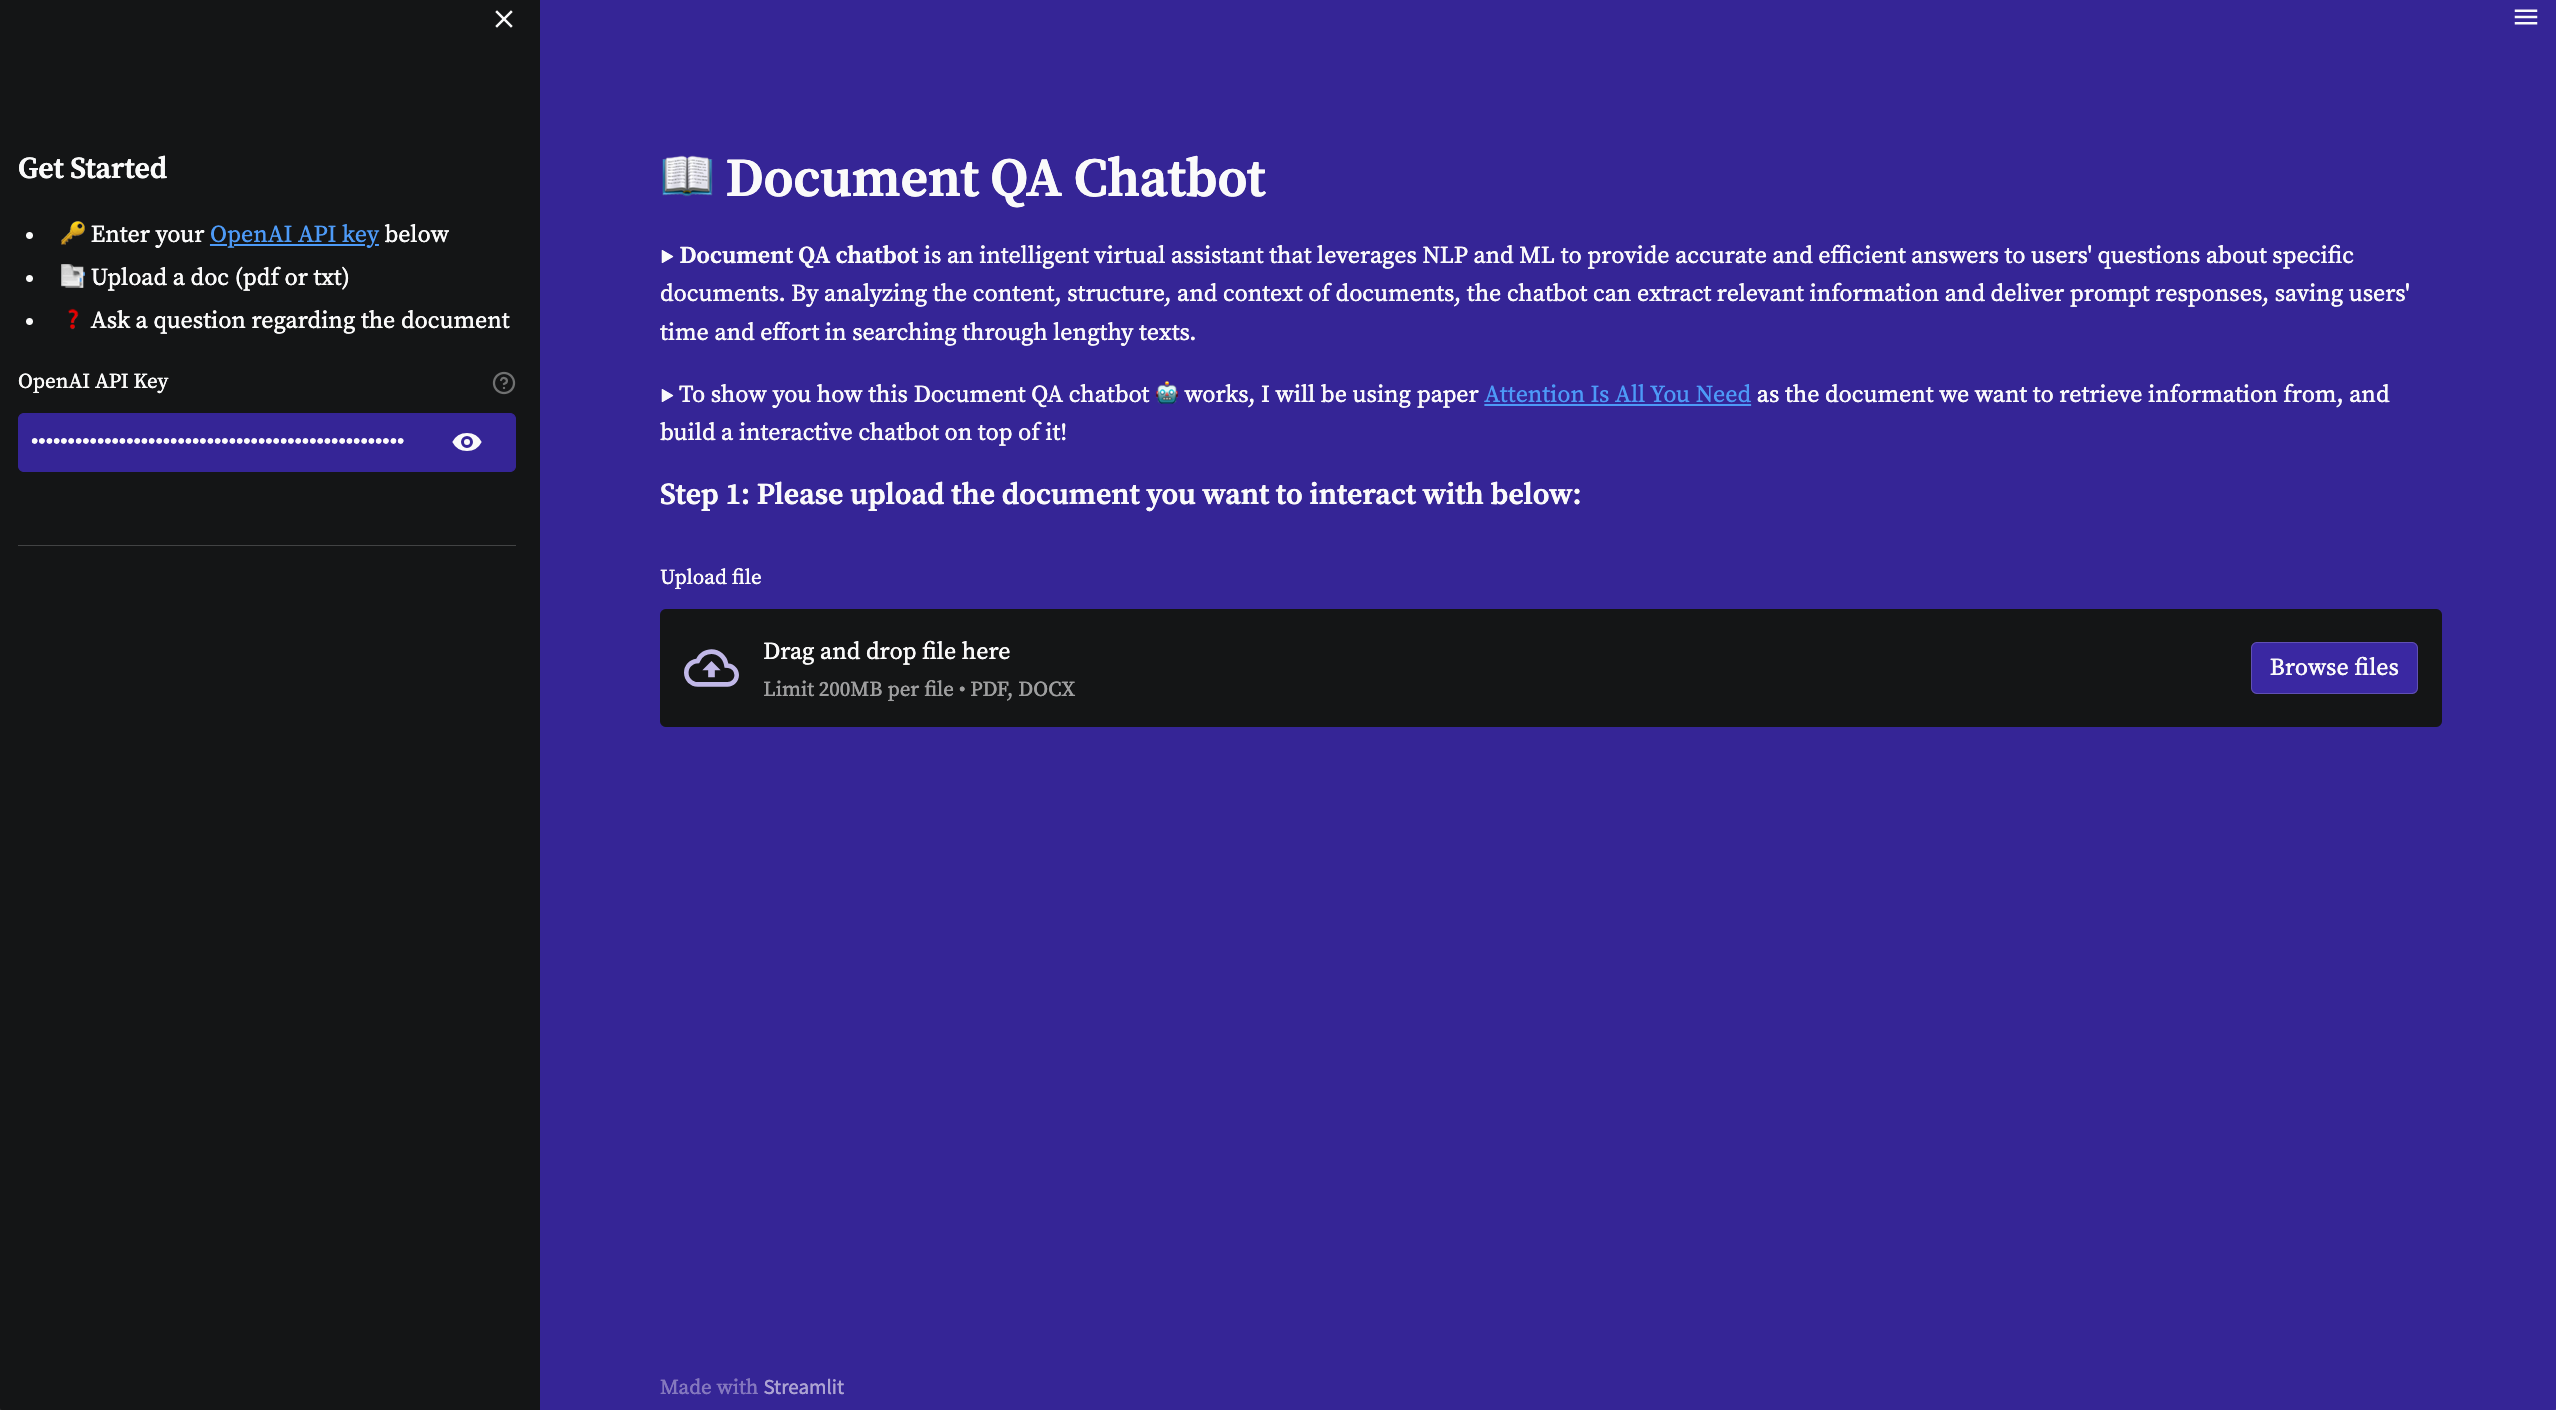 Get Started
• 🔑 Enter your OpenAI API key below
• 📑 Upload a doc (pdf or txt)
• ❓ Ask a question regarding the document
OpenAI API Key
••••••••••••••••••••••••••••••••••••••••••••••••••
📖 Document QA Chatbot
▸ Document QA chatbot is an intelligent virtual assistant that leverages NLP and ML to provide accurate and efficient answers to users' questions about specific
documents. By analyzing the content, structure, and context of documents, the chatbot can extract relevant information and deliver prompt responses, saving users'
time and effort in searching through lengthy texts.
▸ To show you how this Document QA chatbot 🤖 works, I will be using paper Attention Is All You Need as the document we want to retrieve information from, and
build a interactive chatbot on top of it!
Step 1: Please upload the document you want to interact with below:
Upload file
Drag and drop file here
Limit 200MB per file • PDF, DOCX
Browse files
Made with Streamlit